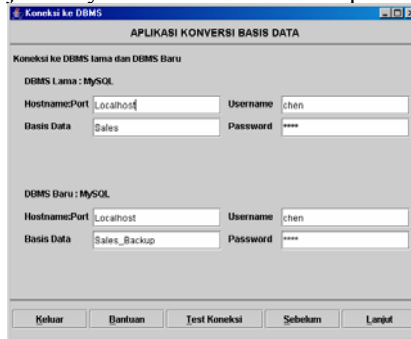 Koneksi ke DBMS
APLIKASI KONVERSI BASIS DATA
Koneksi ke DBMS lama dan DBMS Baru
DBMS Lama : MySQL
Hostname:Port Localhost Username chen
Basis Data Sales Password ****
DBMS Baru : MySQL
Hostname:Port Localhost Username chen
Basis Data Sales_Backup Password ****
Keluar Bantuan Test Koneksi Sebelum Lanjut